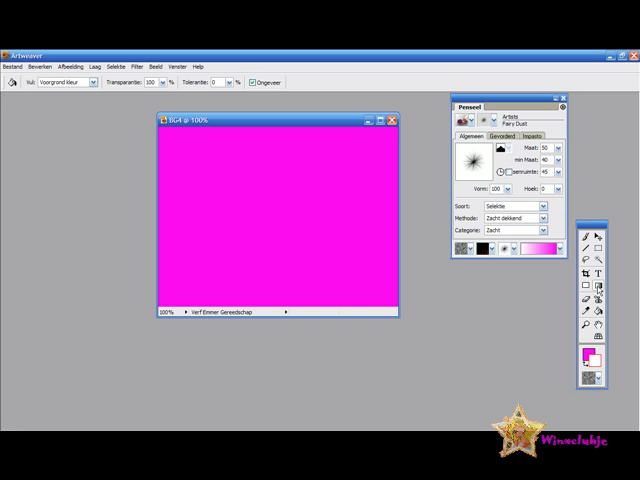 Artweaver
Bestand Bewerken Afbeelding Laag Selektie Filter Beeld Venster Help
Vul: Voorgrond kleur Transparantie: 100 % Tolerantie: 0 % Ongeveer
BG4 @ 100%
100% Verf Emmer Gereedschap
Penseel
Artists
Fairy Dust
Algemeen Gevorderd Impasto
Maat: 50
min Maat: 40
senruimte: 45
Vorm: 100 Hoek: 0
Soort: Selektie
Methode: Zacht dekkend
Categorie: Zacht
T
Winxclubje